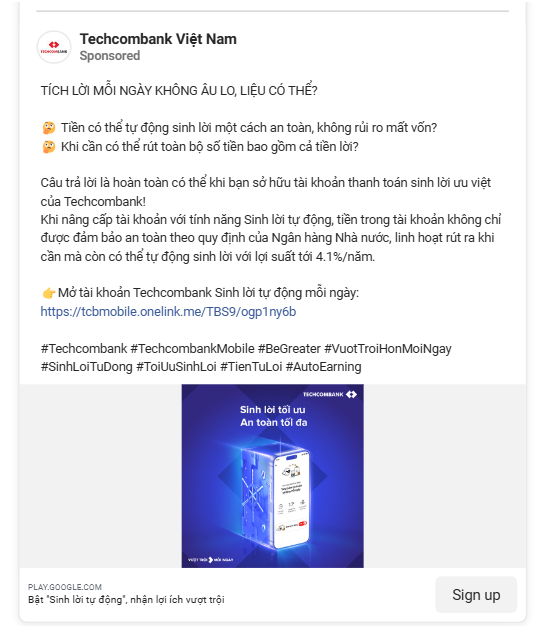 Techcombank Việt Nam
Sponsored
TECHCOMBANK
TÍCH LỜI MỖI NGÀY KHÔNG ÂU LO, LIỆU CÓ THỂ?
🤔 Tiền có thể tự động sinh lời một cách an toàn, không rủi ro mất vốn?
🤔 Khi cần có thể rút toàn bộ số tiền bao gồm cả tiền lời?
Câu trả lời là hoàn toàn có thể khi bạn sở hữu tài khoản thanh toán sinh lời ưu việt
của Techcombank!
Khi nâng cấp tài khoản với tính năng Sinh lời tự động, tiền trong tài khoản không chỉ
được đảm bảo an toàn theo quy định của Ngân hàng Nhà nước, linh hoạt rút ra khi
cần mà còn có thể tự động sinh lời với lợi suất tới 4.1%/năm.
👉Mở tài khoản Techcombank Sinh lời tự động mỗi ngày:
https://tcbmobile.onelink.me/TBS9/ogp1ny6b
#Techcombank #TechcombankMobile #BeGreater #VuotTroiHonMoiNgay
#SinhLoiTuDong #ToiUuSinhLoi #TienTuLoi #AutoEarning
TECHCOMBANK
Sinh lời tối ưu
An toàn tối đa
VƯỢT TRỘI MỖI NGÀY
PLAY.GOOGLE.COM
Bật "Sinh lời tự động", nhận lợi ích vượt trội
Sign up